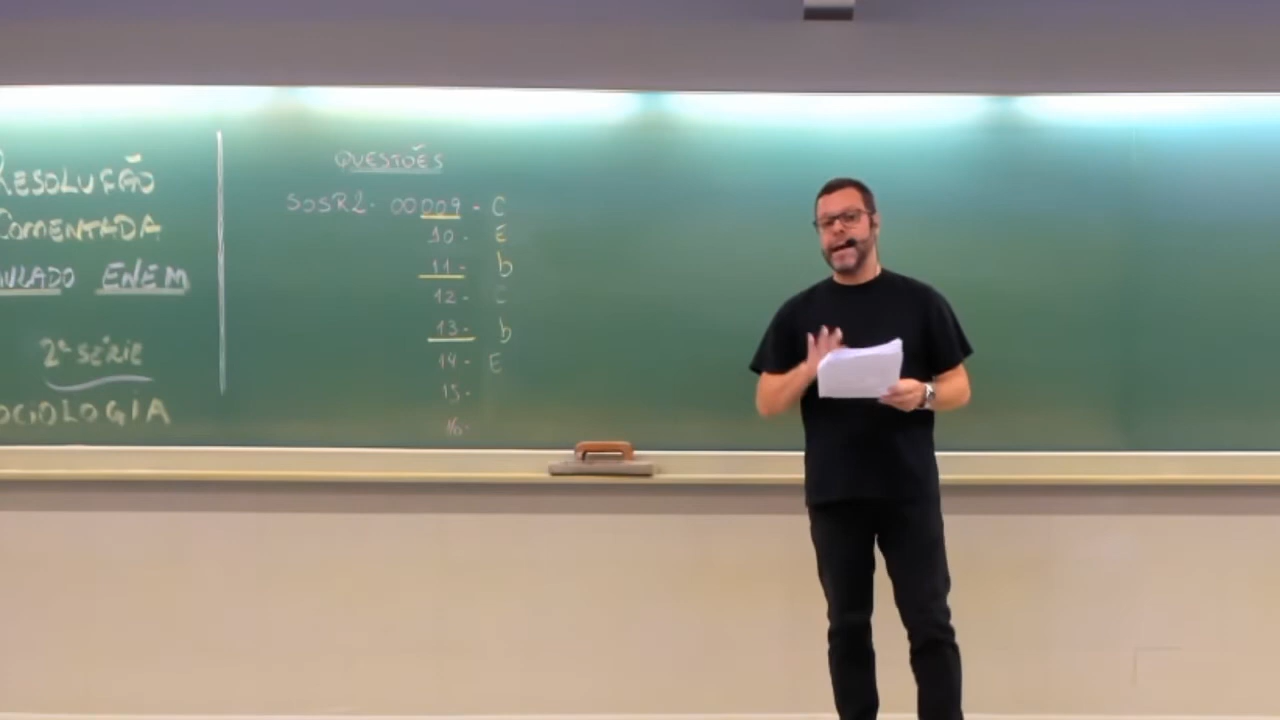 RESOLUÇÃO
COMENTADA
ULADO ENEM
2ª SÉRIE
OCIOLOGIA
QUESTÕES
SOSR2. 00009 - C
10 - E
11 - b
12 - C
13 - b
14 - E
15 -
16 -